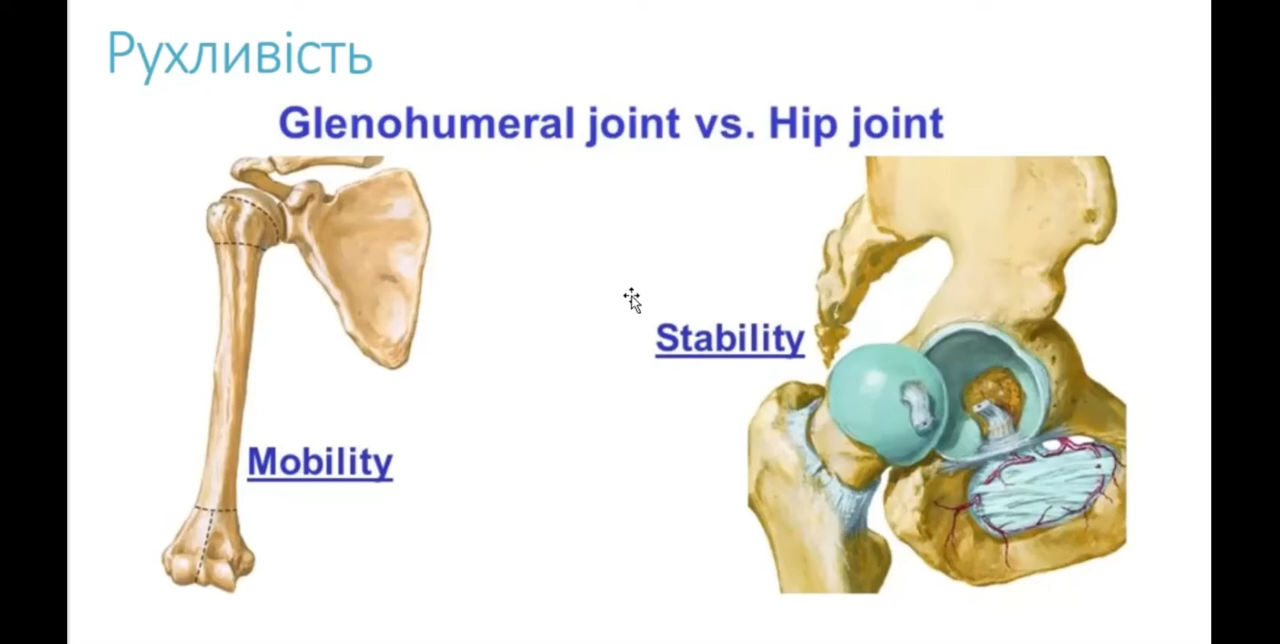 Рухливість
Glenohumeral joint vs. Hip joint
Stability
Mobility